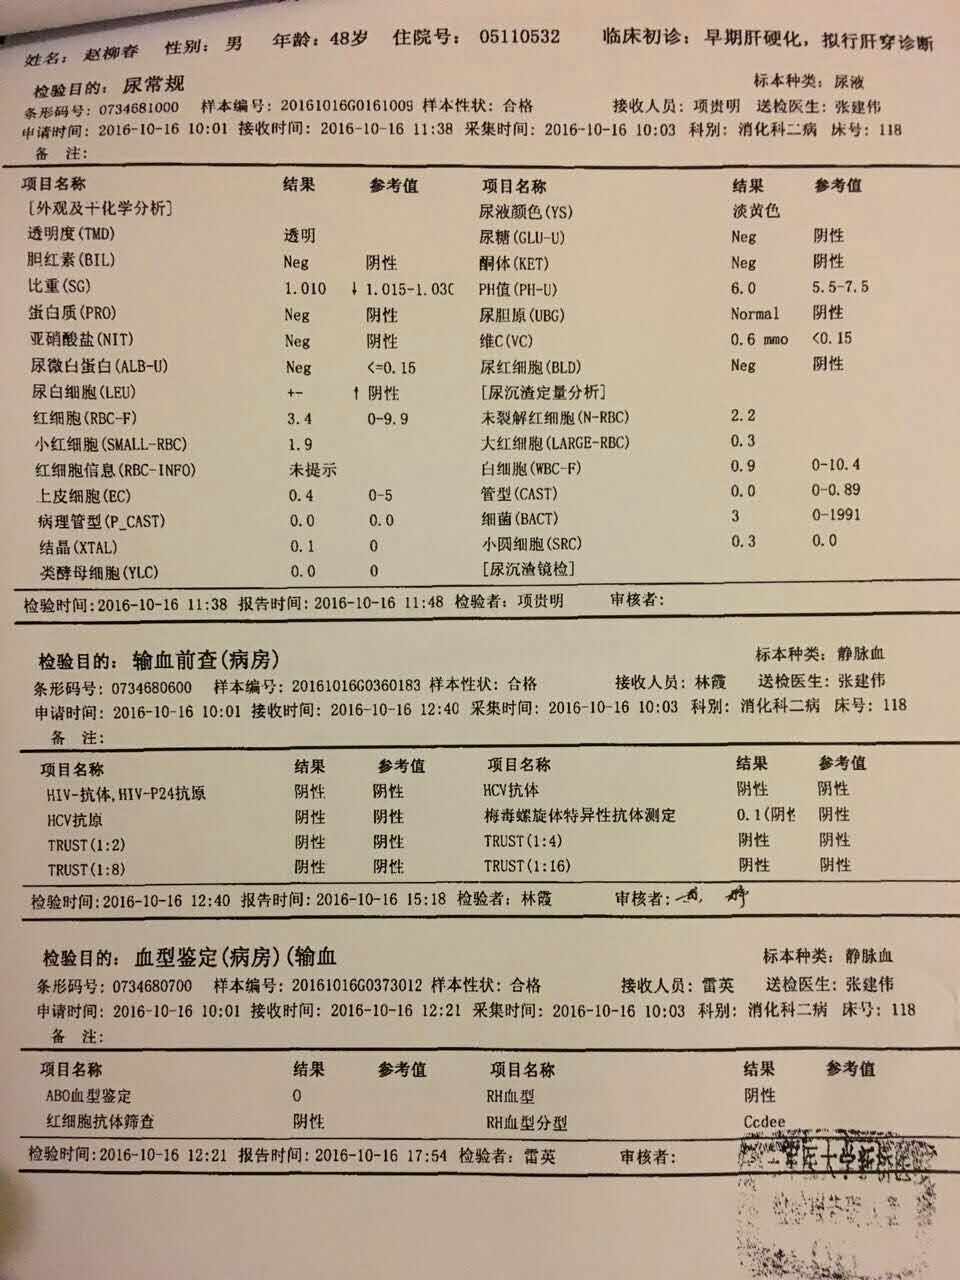 姓名: 赵柳春 性别: 男 年龄: 48岁 住院号: 05110532 临床初诊: 早期肝硬化, 拟行肝穿诊断
检验目的: 尿常规 标本种类: 尿液
条形码号: 0734681000 样本编号: 20161016G0161009 样本性状: 合格 接收人员: 项贵明 送检医生: 张建伟
申请时间: 2016-10-16 10:01 接收时间: 2016-10-16 11:38 采集时间: 2016-10-16 10:03 科别: 消化科二病 床号: 118
备 注:
项目名称 结果 参考值 项目名称 结果 参考值
[外观及干化学分析] 尿液颜色(YS) 淡黄色
透明度(TMD) 透明 尿糖(GLU-U) Neg 阴性
胆红素(BIL) Neg 阴性 酮体(KET) Neg 阴性
比重(SG) 1.010 ↓ 1.015-1.030 PH值(PH-U) 6.0 5.5-7.5
蛋白质(PRO) Neg 阴性 尿胆原(UBG) Normal 阴性
亚硝酸盐(NIT) Neg 阴性 维C(VC) 0.6 mmo <0.15
尿微白蛋白(ALB-U) Neg <=0.15 尿红细胞(BLD) Neg 阴性
尿白细胞(LEU) +- ↑ 阴性 [尿沉渣定量分析]
红细胞(RBC-F) 3.4 0-9.9 未裂解红细胞(N-RBC) 2.2
小红细胞(SMALL-RBC) 1.9 大红细胞(LARGE-RBC) 0.3
红细胞信息(RBC-INFO) 未提示 白细胞(WBC-F) 0.9 0-10.4
上皮细胞(EC) 0.4 0-5 管型(CAST) 0.0 0-0.89
病理管型(P_CAST) 0.0 0.0 细菌(BACT) 3 0-1991
结晶(XTAL) 0.1 0 小圆细胞(SRC) 0.3 0.0
类酵母细胞(YLC) 0.0 0 [尿沉渣镜检]
检验时间:2016-10-16 11:38 报告时间: 2016-10-16 11:48 检验者: 项贵明 审核者:
检验目的: 输血前查(病房) 标本种类: 静脉血
条形码号: 0734680600 样本编号: 20161016G0360183 样本性状: 合格 接收人员: 林霞 送检医生: 张建伟
申请时间: 2016-10-16 10:01 接收时间: 2016-10-16 12:40 采集时间: 2016-10-16 10:03 科别: 消化科二病 床号: 118
备 注:
项目名称 结果 参考值 项目名称 结果 参考值
HIV-抗体,HIV-P24抗原 阴性 阴性 HCV抗体 阴性 阴性
HCV抗原 阴性 阴性 梅毒螺旋体特异性抗体测定 0.1(阴性 阴性
TRUST(1:2) 阴性 阴性 TRUST(1:4) 阴性 阴性
TRUST(1:8) 阴性 阴性 TRUST(1:16) 阴性 阴性
检验时间:2016-10-16 12:40 报告时间:2016-10-16 15:18 检验者: 林霞 审核者:
检验目的: 血型鉴定(病房)(输血 标本种类: 静脉血
条形码号: 0734680700 样本编号: 20161016G0373012 样本性状: 合格 接收人员: 雷英 送检医生: 张建伟
申请时间: 2016-10-16 10:01 接收时间: 2016-10-16 12:21 采集时间: 2016-10-16 10:03 科别: 消化科二病 床号: 118
备 注:
项目名称 结果 参考值 项目名称 结果 参考值
ABO血型鉴定 O RH血型 阴性
红细胞抗体筛查 阴性 RH血型分型 Ccdee
检验时间:2016-10-16 12:21 报告时间:2016-10-16 17:54 检验者: 雷英 审核者:
军医大学新桥医